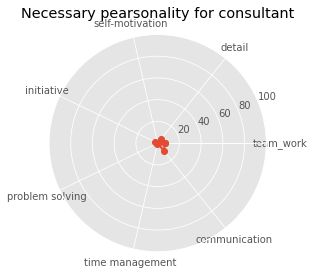 Necessary pearsonality for consultant
self-motivation
detail
initiative
100
80
60
40
20
team_work
problem solving
communication
time management